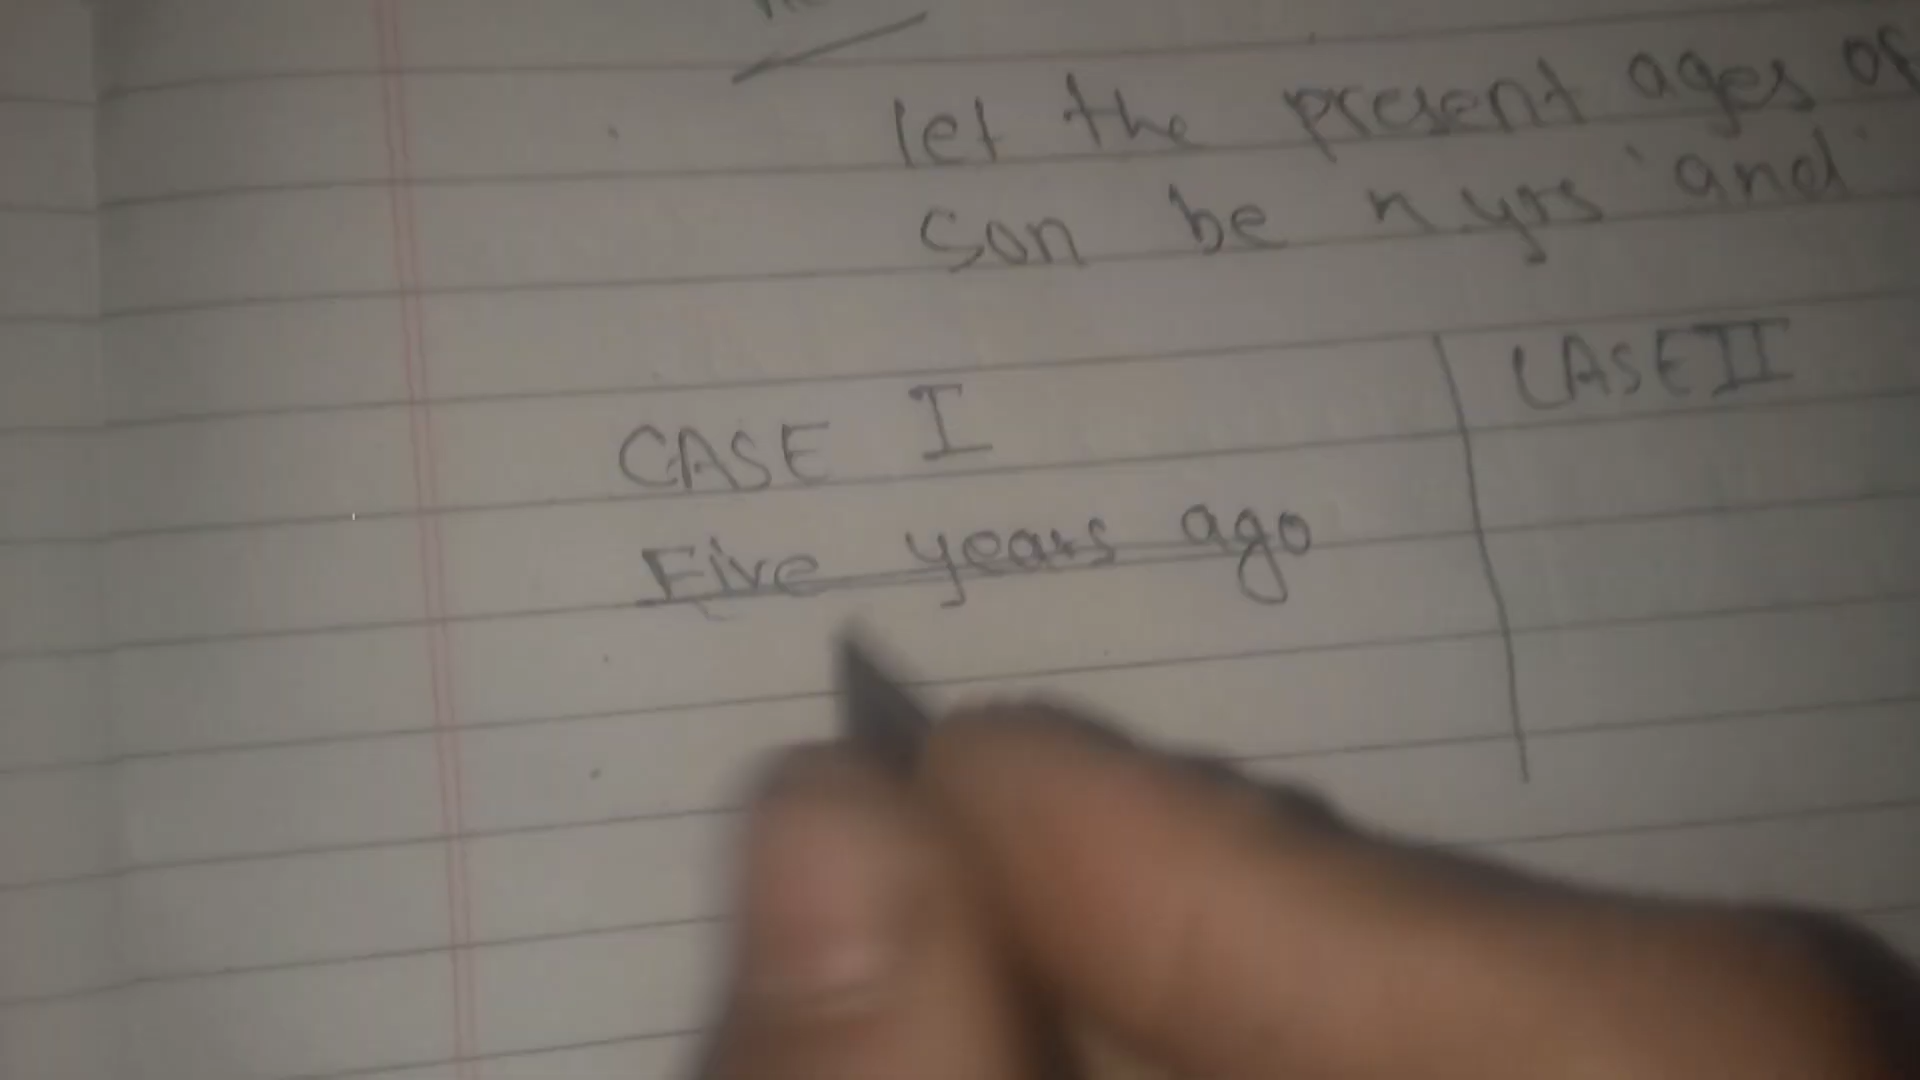 let the present ages of
son be x yrs and
CASE I
CASE II
Five years ago